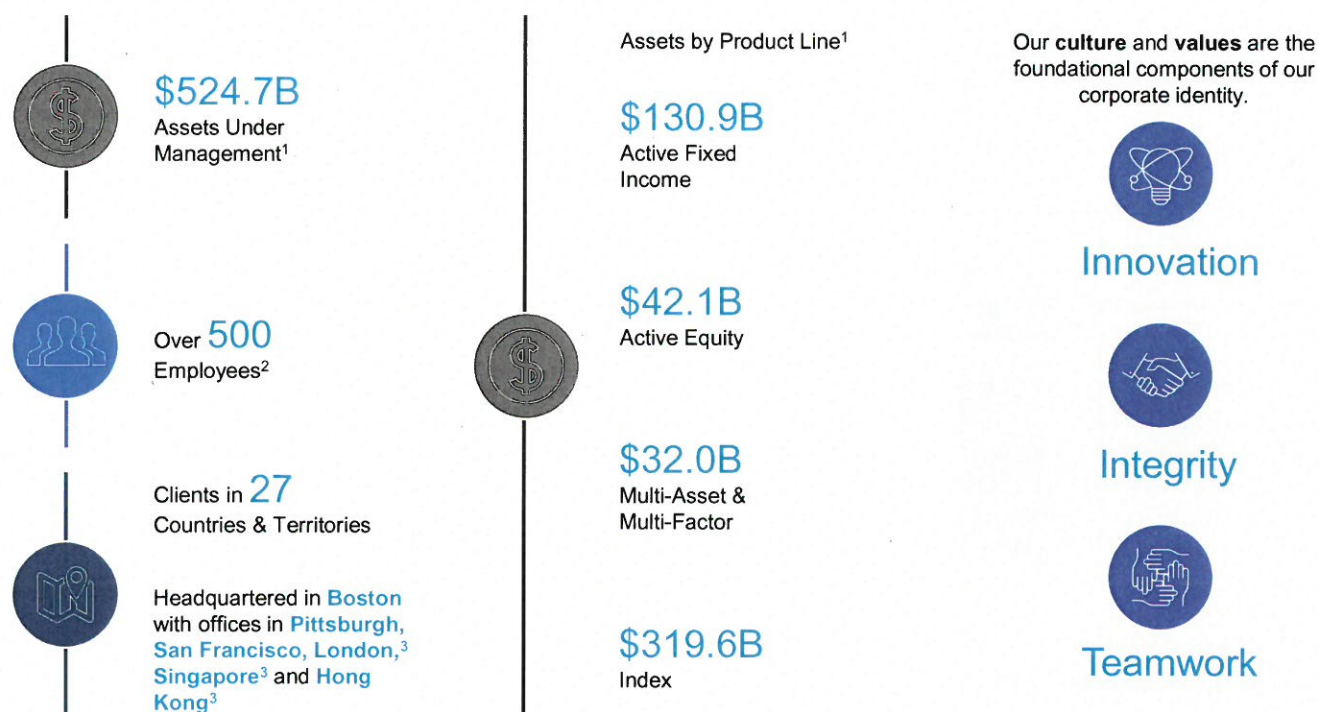 $524.7B
Assets Under
Management¹
Over 500
Employees²
Clients in 27
Countries & Territories
Headquartered in Boston
with offices in Pittsburgh,
San Francisco, London,³
Singapore³ and Hong
Kong³
Assets by Product Line¹
$130.9B
Active Fixed
Income
$42.1B
Active Equity
$32.0B
Multi-Asset &
Multi-Factor
$319.6B
Index
Our culture and values are the
foundational components of our
corporate identity.
Innovation
Integrity
Teamwork